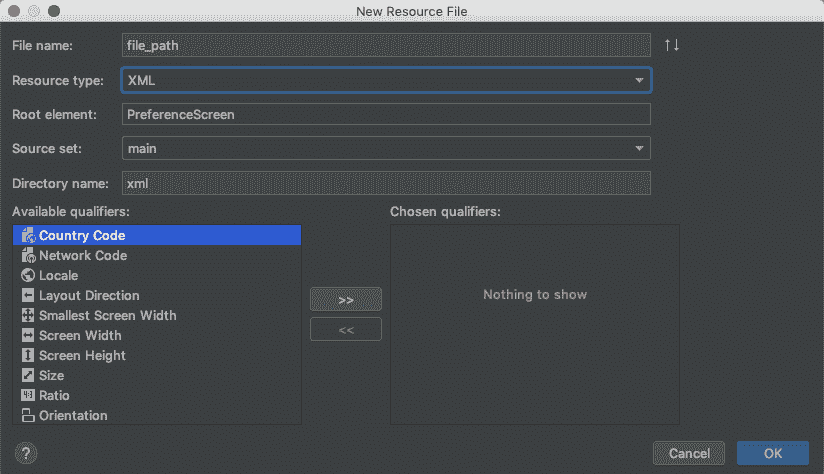 New Resource File
File name: file_path
Resource type: XML
Root element: PreferenceScreen
Source set: main
Directory name: xml
Available qualifiers: Chosen qualifiers:
Country Code
Network Code
Locale
Layout Direction
Smallest Screen Width
Screen Width
Screen Height
Size
Ratio
Orientation
>>
<<
Nothing to show
?
Cancel OK